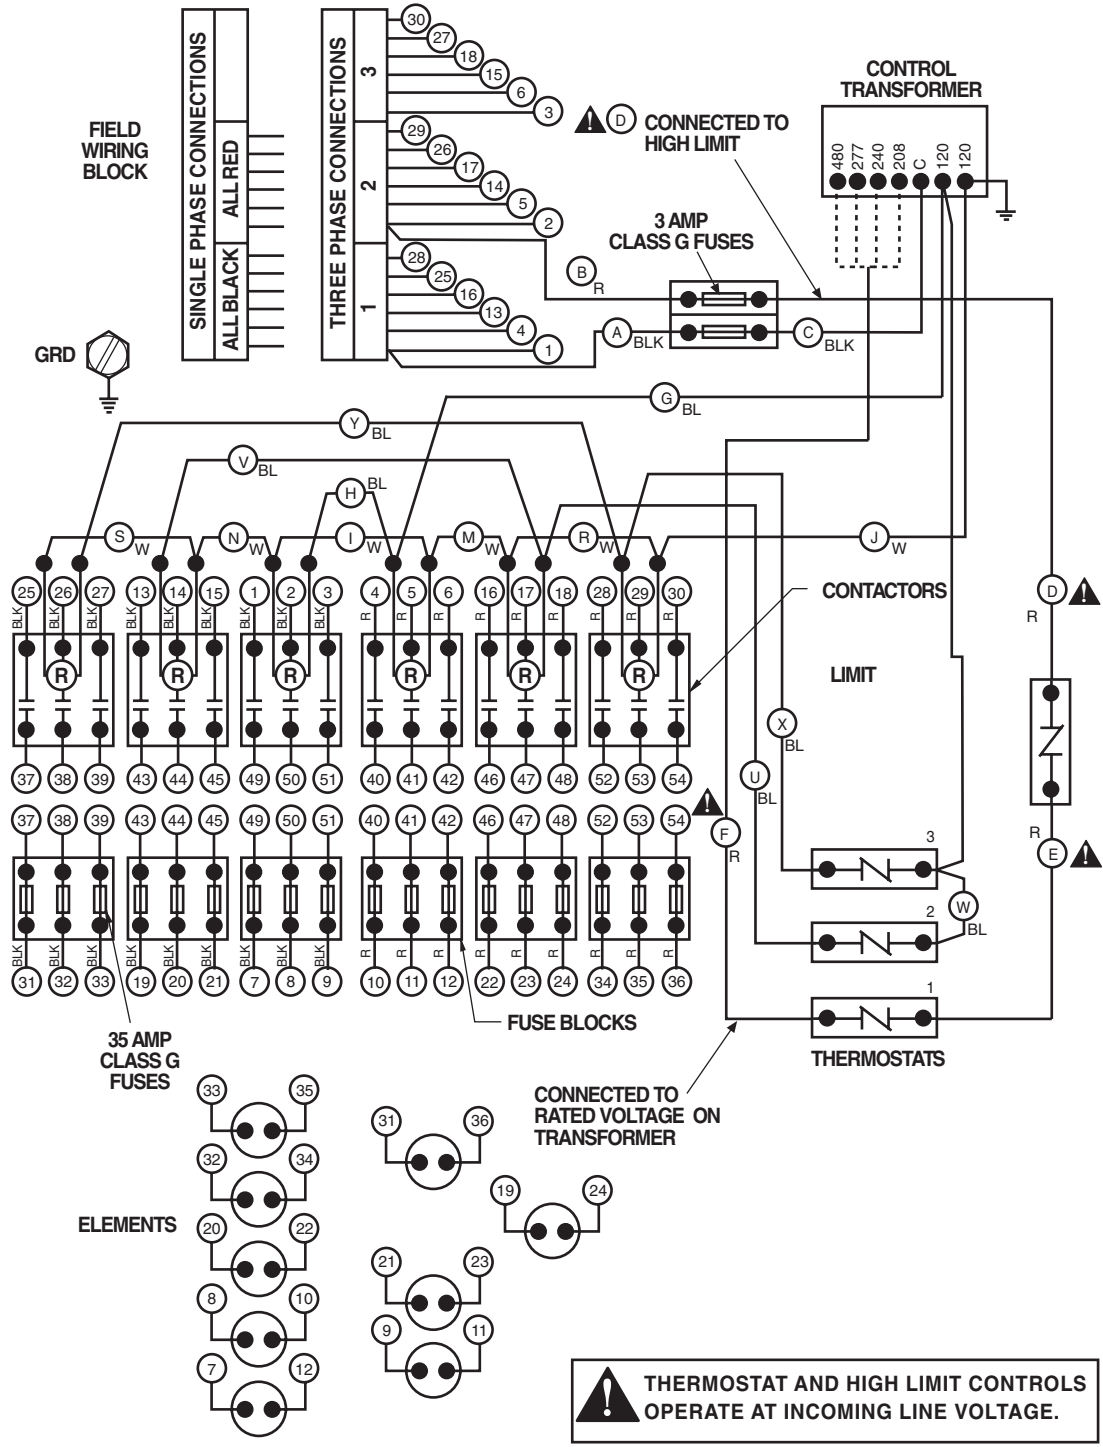 FIELD
WIRING
BLOCK
SINGLE PHASE CONNECTIONS
ALL BLACK
ALL RED
THREE PHASE CONNECTIONS
3
2
1
30
27
18
15
6
3
29
26
17
14
5
2
28
25
16
13
4
1
D
CONNECTED TO
HIGH LIMIT
CONTROL
TRANSFORMER
480
277
240
208
C
120
120
3 AMP
CLASS G FUSES
B
R
A
BLK
C
BLK
GRD
G
BL
Y
BL
V
BL
H
BL
S
W
N
W
I
W
M
W
R
W
J
W
25 26 27 13 14 15 1 2 3 4 5 6 16 17 18 28 29 30
BLK BLK BLK BLK BLK BLK R R R R R R
R R R R R R
37 38 39 43 44 45 49 50 51 40 41 42 46 47 48 52 53 54
37 38 39 43 44 45 49 50 51 40 41 42 46 47 48 52 53 54
BLK BLK BLK BLK BLK BLK R R R R R R
31 32 33 19 20 21 7 8 9 10 11 12 22 23 24 34 35 36
CONTACTORS
LIMIT
D
R
X
BL
U
BL
F
R
R
E
3
W
BL
2
1
THERMOSTATS
FUSE BLOCKS
35 AMP
CLASS G
FUSES
CONNECTED TO
RATED VOLTAGE ON
TRANSFORMER
ELEMENTS
33 35
32 34
20 22
8 10
7 12
31 36
19 24
21 23
9 11
THERMOSTAT AND HIGH LIMIT CONTROLS
OPERATE AT INCOMING LINE VOLTAGE.